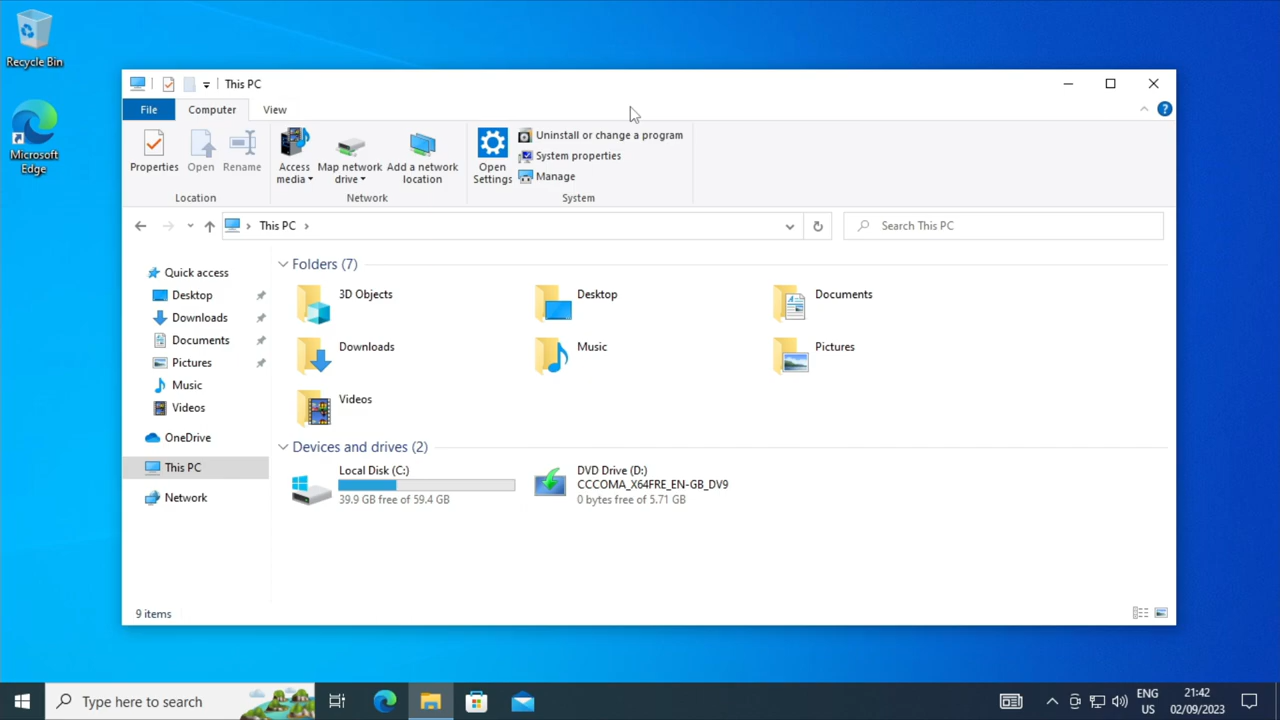 Recycle Bin
Microsoft
Edge
This PC
File
Computer
View
Properties
Open
Rename
Access
media
Map network
drive
Add a network
location
Open
Settings
Uninstall or change a program
System properties
Manage
Location
Network
System
This PC
Search This PC
Quick access
Desktop
Downloads
Documents
Pictures
Music
Videos
OneDrive
This PC
Network
Folders (7)
3D Objects
Desktop
Documents
Downloads
Music
Pictures
Videos
Devices and drives (2)
Local Disk (C:)
39.9 GB free of 59.4 GB
DVD Drive (D:)
CCCOMA_X64FRE_EN-GB_DV9
0 bytes free of 5.71 GB
9 items
Type here to search
ENG
US
21:42
02/09/2023